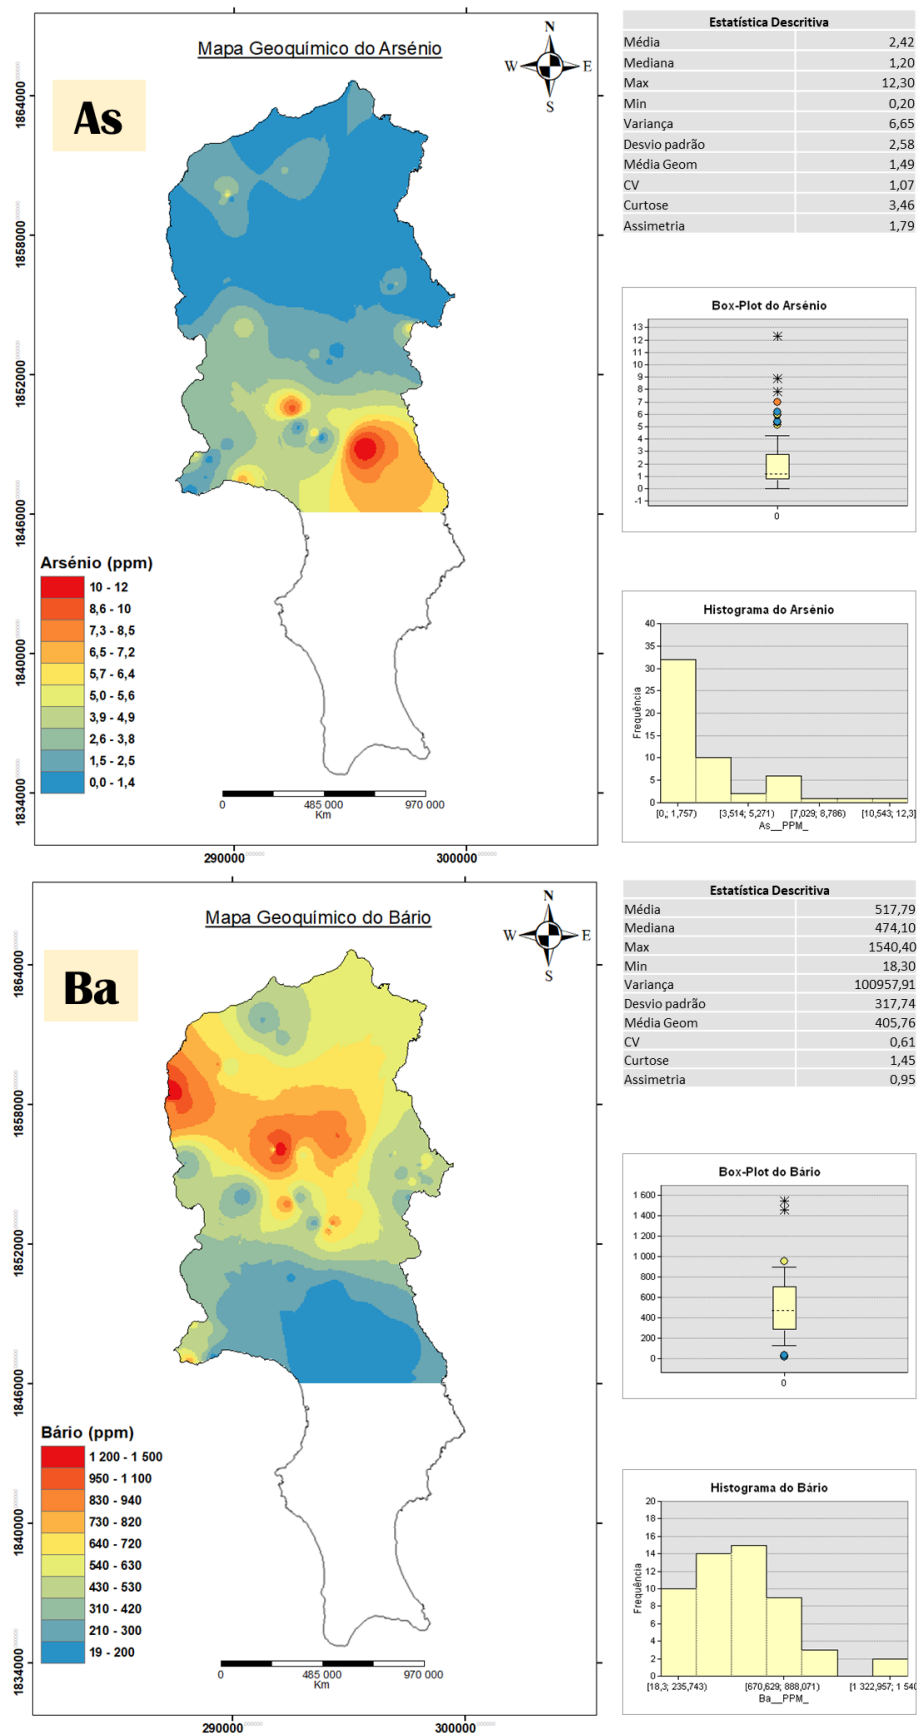 Mapa Geoquímico do Arsénio
N
W E
S
As
1864000
1858000
1852000
1846000
1840000
1834000
Arsénio (ppm)
10 - 12
8,6 - 10
7,3 - 8,5
6,5 - 7,2
5,7 - 6,4
5,0 - 5,6
3,9 - 4,9
2,6 - 3,8
1,5 - 2,5
0,0 - 1,4
0 485 000 970 000
Km
290000 300000
Estatística Descritiva
Média 2,42
Mediana 1,20
Max 12,30
Min 0,20
Variança 6,65
Desvio padrão 2,58
Média Geom 1,49
CV 1,07
Curtose 3,46
Assimetria 1,79
Box-Plot do Arsénio
13
12
11
10
9
8
7
6
5
4
3
2
1
0
-1
0
Histograma do Arsénio
Frequência
40
35
30
25
20
15
10
5
0
[0,; 1,757) [3,514; 5,271) [7,029; 8,786) [10,543; 12,3]
As__PPM_
Mapa Geoquímico do Bário
N
W E
S
Ba
1864000
1858000
1852000
1846000
1840000
1834000
Bário (ppm)
1 200 - 1 500
950 - 1 100
830 - 940
730 - 820
640 - 720
540 - 630
430 - 530
310 - 420
210 - 300
19 - 200
0 485 000 970 000
Km
290000 300000
Estatística Descritiva
Média 517,79
Mediana 474,10
Max 1540,40
Min 18,30
Variança 100957,91
Desvio padrão 317,74
Média Geom 405,76
CV 0,61
Curtose 1,45
Assimetria 0,95
Box-Plot do Bário
1 600
1 400
1 200
1 000
800
600
400
200
0
0
Histograma do Bário
Frequência
20
18
16
14
12
10
8
6
4
2
0
[18,3; 235,743) [670,629; 888,071) [1 322,957; 1 540
Ba__PPM_